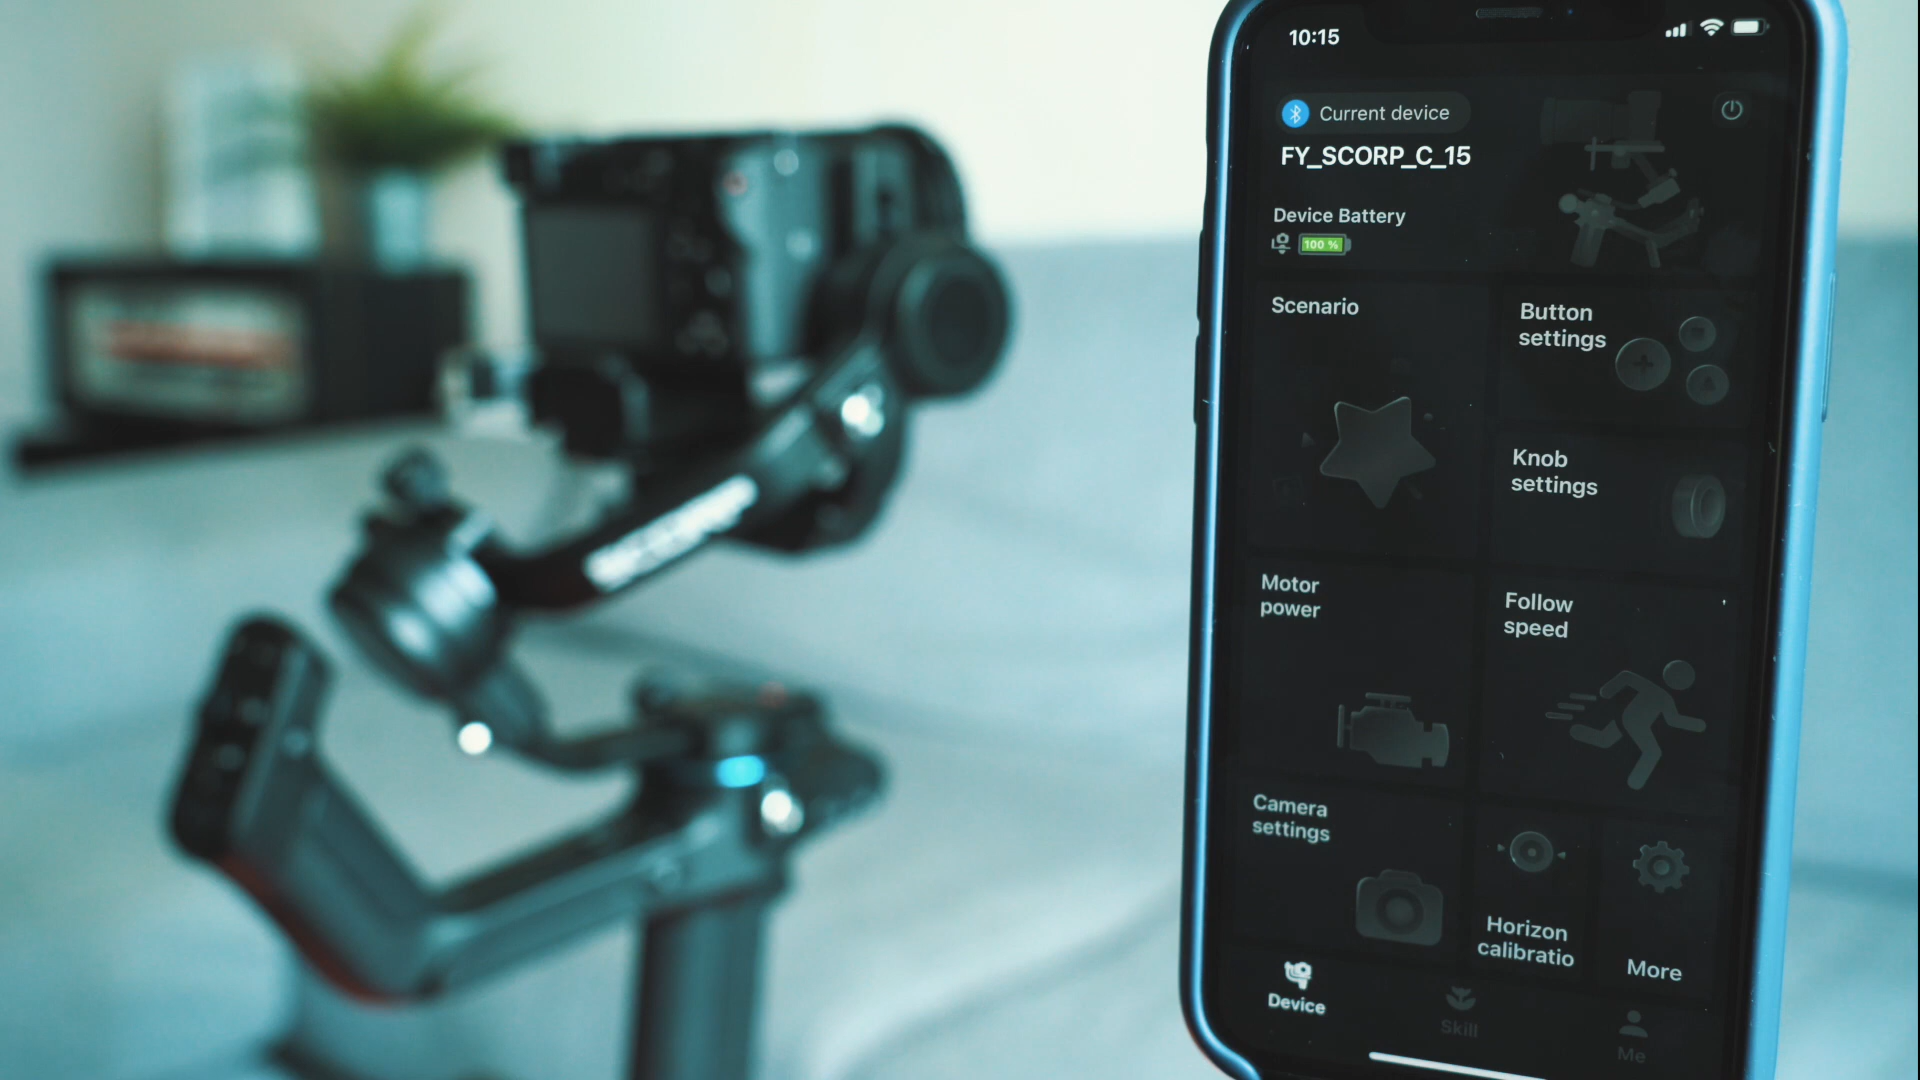 10:15
Current device
FY_SCORP_C_15
Device Battery
100 %
Scenario
Button
settings
Knob
settings
Motor
power
Follow
speed
Camera
settings
Horizon
calibratio
More
Device
Skill
Me